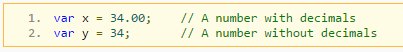 1. var x = 34.00;    // A number with decimals
2. var y = 34;       // A number without decimals